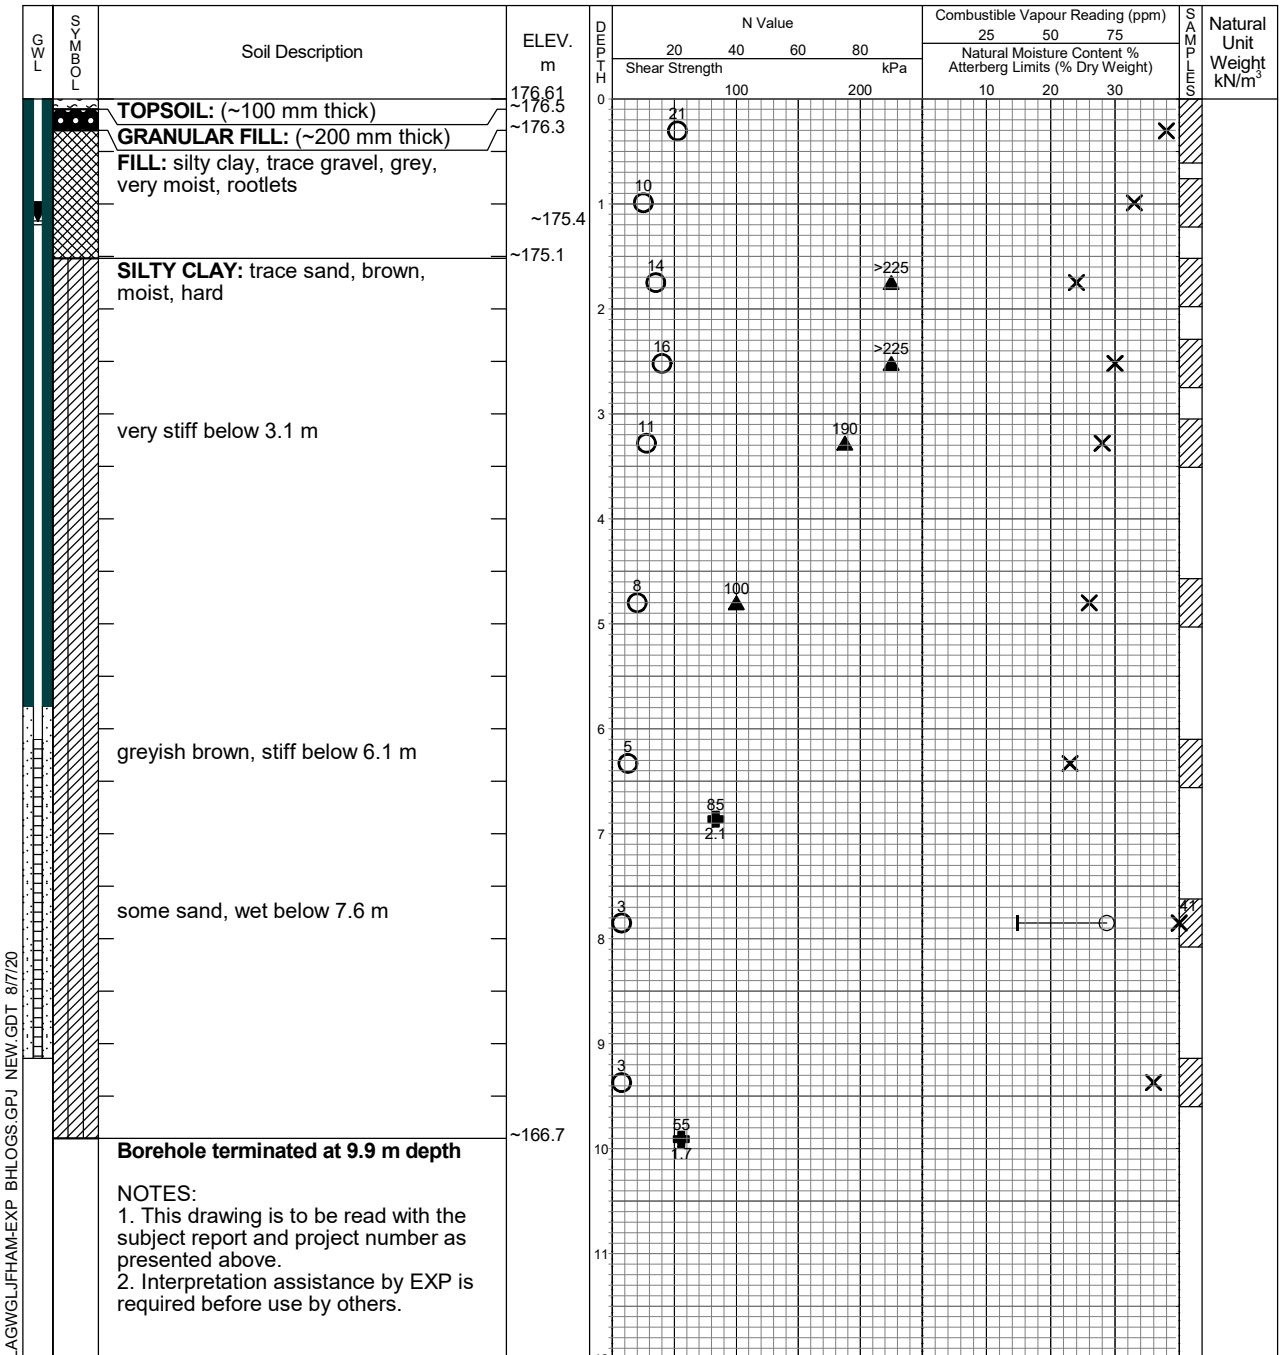 GWL
SYMBOL
Soil Description
ELEV.
m
DEPTH
N Value
20 40 60 80
Shear Strength kPa
100 200
Combustible Vapour Reading (ppm)
25 50 75
Natural Moisture Content %
Atterberg Limits (% Dry Weight)
10 20 30
SAMPLES
Natural
Unit
Weight
kN/m³
176.61
0
TOPSOIL: (~100 mm thick)
~176.5
21
GRANULAR FILL: (~200 mm thick)
~176.3
FILL: silty clay, trace gravel, grey,
very moist, rootlets
10
1
~175.4
~175.1
SILTY CLAY: trace sand, brown,
moist, hard
14 >225
2
16 >225
3
very stiff below 3.1 m
11 190
4
8 100
5
6
greyish brown, stiff below 6.1 m
5
85
7
2.1
some sand, wet below 7.6 m
3 41
8
9
3
~166.7
55
1.7
10
Borehole terminated at 9.9 m depth
NOTES:
1. This drawing is to be read with the
subject report and project number as
presented above.
2. Interpretation assistance by EXP is
required before use by others.
11
LAGWGLJFHAM-EXP BHLOGS.GPJ NEW.GDT 8/7/20